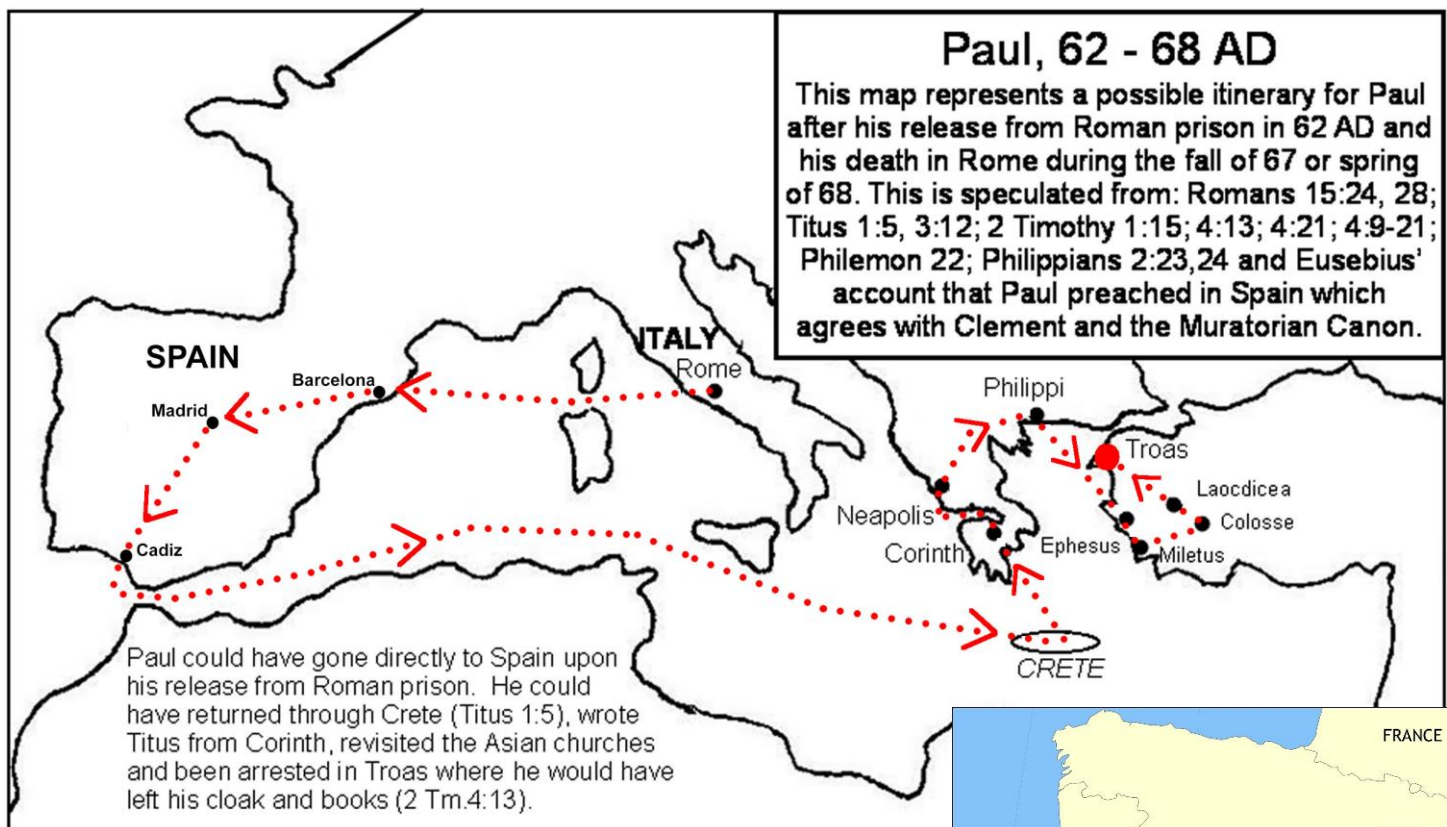 Paul, 62 - 68 AD
This map represents a possible itinerary for Paul
after his release from Roman prison in 62 AD and
his death in Rome during the fall of 67 or spring
of 68. This is speculated from: Romans 15:24, 28;
Titus 1:5, 3:12; 2 Timothy 1:15; 4:13; 4:21; 4:9-21;
Philemon 22; Philippians 2:23,24 and Eusebius'
account that Paul preached in Spain which
agrees with Clement and the Muratorian Canon.
SPAIN
ITALY
Rome
Barcelona
Madrid
Cadiz
Philippi
Troas
Laocdicea
Colosse
Neapolis
Corinth
Ephesus
Miletus
CRETE
Paul could have gone directly to Spain upon
his release from Roman prison. He could
have returned through Crete (Titus 1:5), wrote
Titus from Corinth, revisited the Asian churches
and been arrested in Troas where he would have
left his cloak and books (2 Tm.4:13).
FRANCE